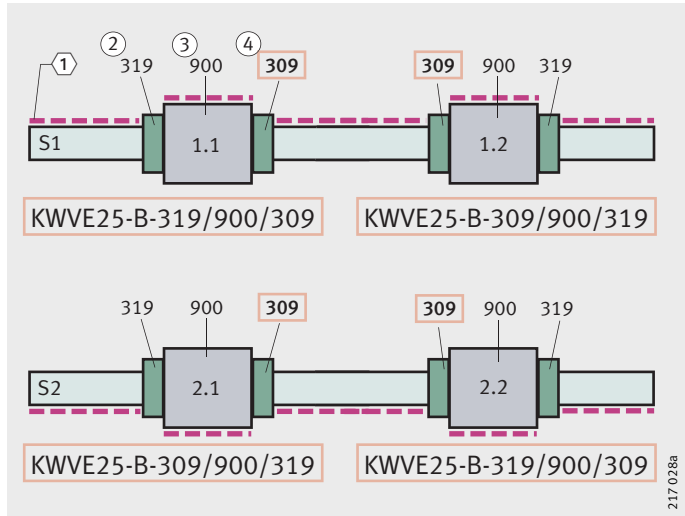 2 3 4
1 319 900 309 309 900 319
S1 1.1 1.2
KWVE25-B-319/900/309 KWVE25-B-309/900/319
319 900 309 309 900 319
S2 2.1 2.2
KWVE25-B-309/900/319 KWVE25-B-319/900/309
217 028a